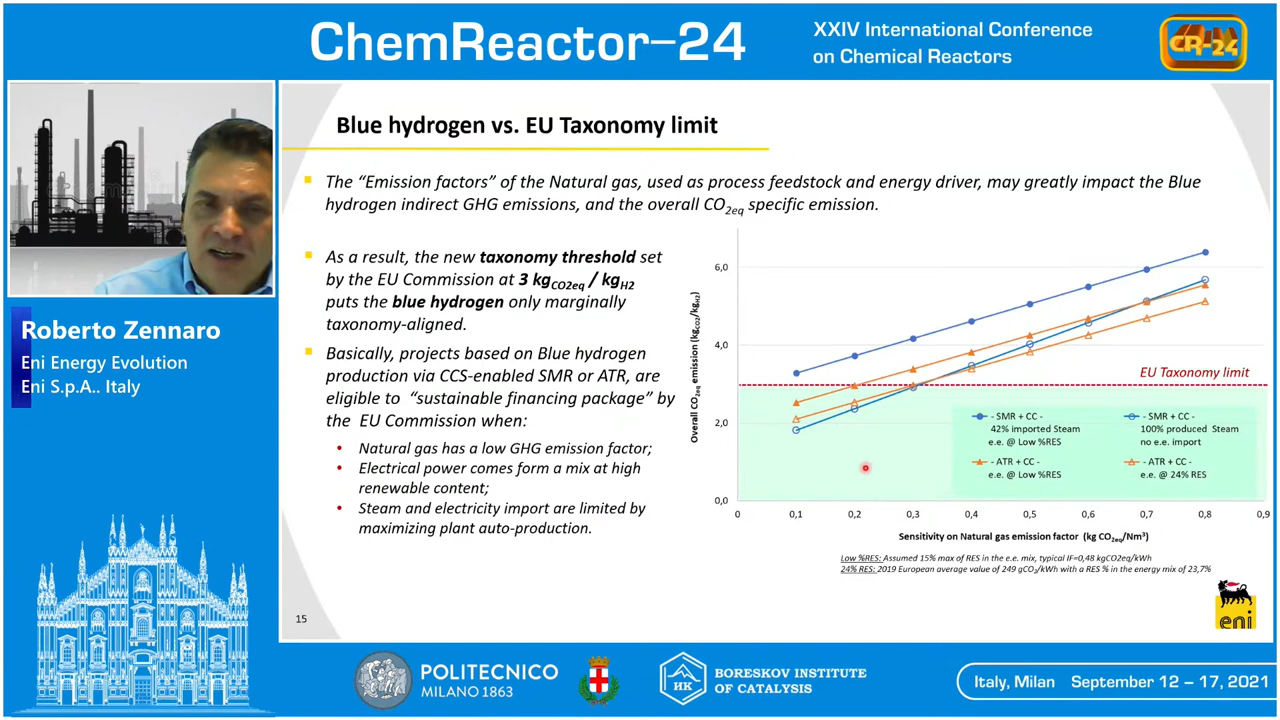 ChemReactor–24
XXIV International Conference
on Chemical Reactors
CR-24
Blue hydrogen vs. EU Taxonomy limit
The “Emission factors” of the Natural gas, used as process feedstock and energy driver, may greatly impact the Blue
hydrogen indirect GHG emissions, and the overall CO2eq specific emission.
As a result, the new taxonomy threshold set
by the EU Commission at 3 kgCO2eq / kgH2
puts the blue hydrogen only marginally
taxonomy-aligned.
Basically, projects based on Blue hydrogen
production via CCS-enabled SMR or ATR, are
eligible to “sustainable financing package” by
the EU Commission when:
• Natural gas has a low GHG emission factor;
• Electrical power comes form a mix at high
renewable content;
• Steam and electricity import are limited by
maximizing plant auto-production.
Roberto Zennaro
Eni Energy Evolution
Eni S.p.A.. Italy
Overall CO2eq emission (kgCO2/kgH2)
6,0
4,0
2,0
0,0
EU Taxonomy limit
- SMR + CC -
42% imported Steam
e.e. @ Low %RES
- SMR + CC -
100% produced Steam
no e.e. import
- ATR + CC -
e.e. @ Low %RES
- ATR + CC -
e.e. @ 24% RES
0 0,1 0,2 0,3 0,4 0,5 0,6 0,7 0,8 0,9
Sensitivity on Natural gas emission factor (kg CO2eq/Nm3)
Low %RES: Assumed 15% max of RES in the e.e. mix, typical IF=0,48 kgCO2eq/kWh
24% RES: 2019 European average value of 249 gCO2/kWh with a RES % in the energy mix of 23,7%
15
eni
POLITECNICO
MILANO 1863
НК
BORESKOV INSTITUTE
OF CATALYSIS
Italy, Milan September 12 – 17, 2021